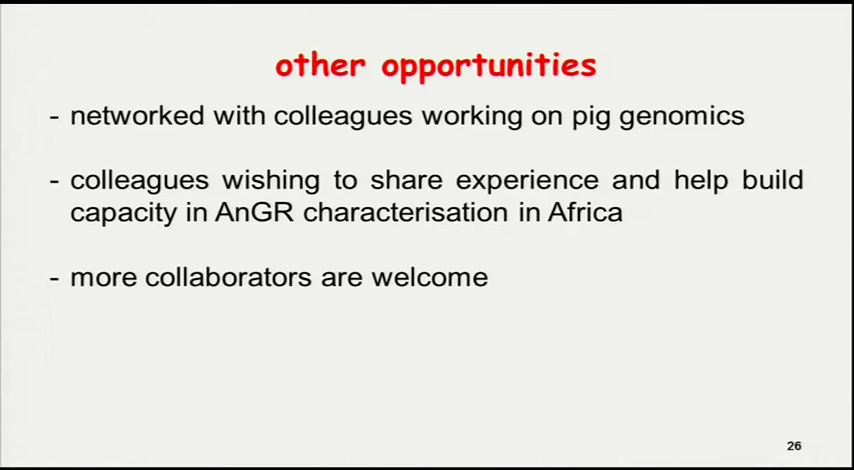 other opportunities
- networked with colleagues working on pig genomics
- colleagues wishing to share experience and help build
capacity in AnGR characterisation in Africa
- more collaborators are welcome
26